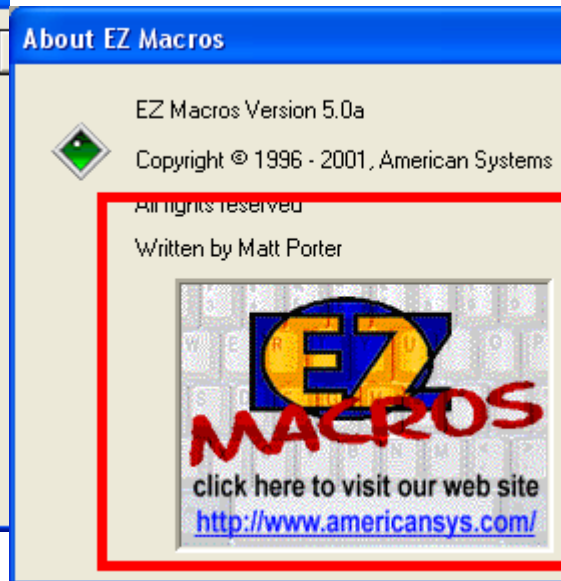 About EZ Macros
EZ Macros Version 5.0a
Copyright © 1996 - 2001, American Systems
All rights reserved
Written by Matt Porter
EZ
MACROS
click here to visit our web site
http://www.americansys.com/